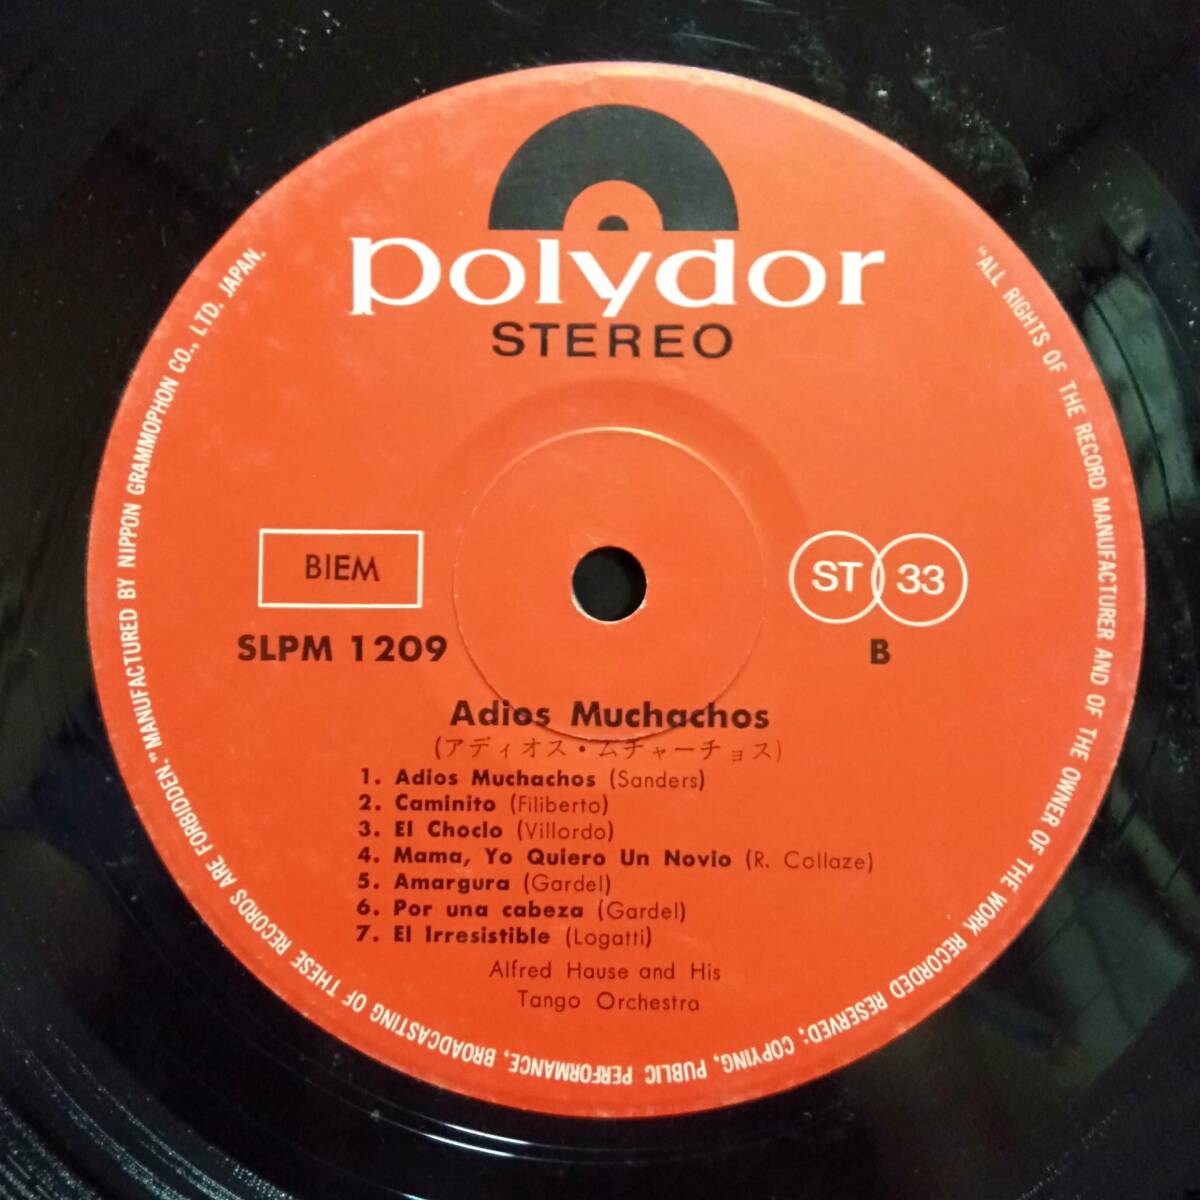 polydor
STEREO
BIEM
ST 33
SLPM 1209
B
Adios Muchachos
(アディオス・ムチャーチョス)
1. Adios Muchachos (Sanders)
2. Caminito (Filiberto)
3. El Choclo (Villordo)
4. Mama, Yo Quiero Un Novio (R. Collaze)
5. Amargura (Gardel)
6. Por una cabeza (Gardel)
7. El Irresistible (Logatti)
Alfred Hause and His
Tango Orchestra
"ALL RIGHTS OF THE RECORD MANUFACTURER AND OF THE OWNER OF THE WORK RECORDED RESERVED; COPYING, PUBLIC PERFORMANCE, BROADCASTING OF THESE RECORDS ARE FORBIDDEN." MANUFACTURED BY NIPPON GRAMMOPHON CO., LTD. JAPAN.